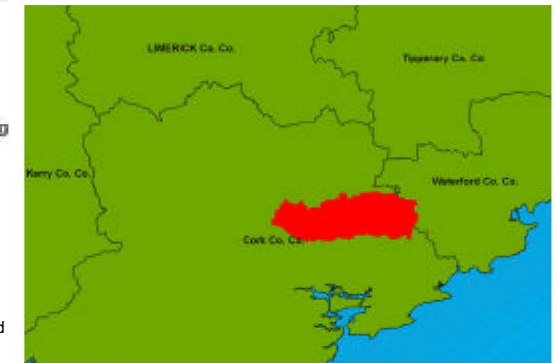 LIMERICK Co. Co.
Tipperary Co. Co.
Kerry Co. Co.
Waterford Co. Co.
Cork Co. Co.
d